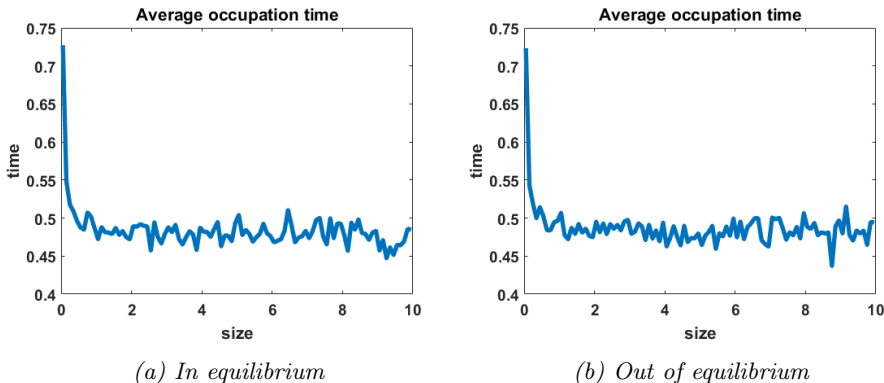 Average occupation time
0.75
0.7
0.65
0.6
0.55
0.5
0.45
0.4
time
0 2 4 6 8 10
size
(a) In equilibrium
Average occupation time
0.75
0.7
0.65
0.6
0.55
0.5
0.45
0.4
time
0 2 4 6 8 10
size
(b) Out of equilibrium